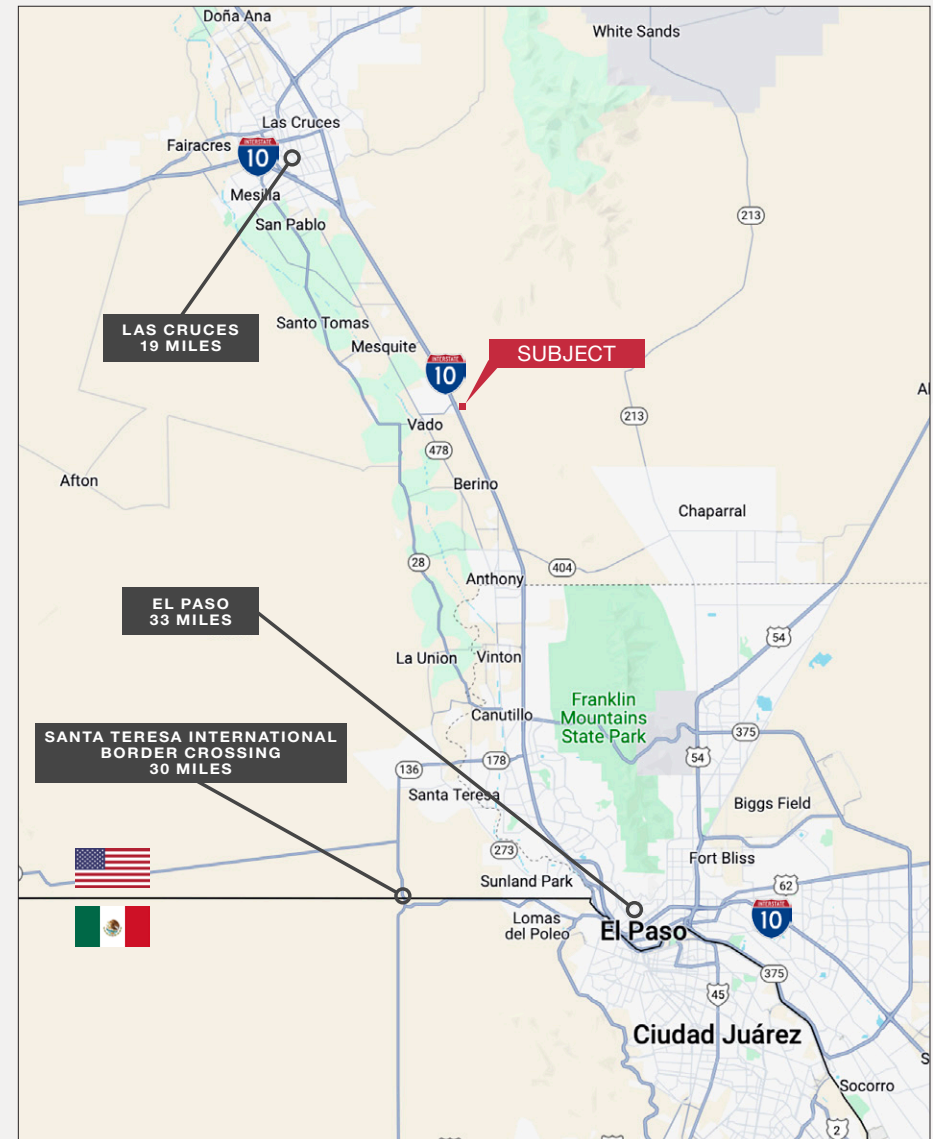 Doña Ana
White Sands
Las Cruces
Fairacres
INTERSTATE
10
Mesilla
213
San Pablo
LAS CRUCES
19 MILES
Santo Tomas
Mesquite
SUBJECT
INTERSTATE
10
213
Vado
478
Afton
Berino
Chaparral
28
404
Anthony
EL PASO
33 MILES
54
La Union
Vinton
Franklin
Mountains
State Park
Canutillo
375
SANTA TERESA INTERNATIONAL
BORDER CROSSING
30 MILES
54
178
136
Santa Teresa
Biggs Field
273
Fort Bliss
Sunland Park
62
INTERSTATE
10
Lomas
del Poleo
El Paso
375
45
Ciudad Juárez
Socorro
2